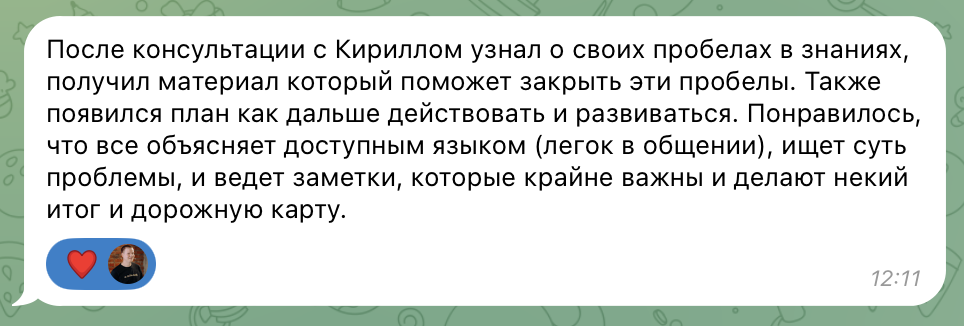 После консультации с Кириллом узнал о своих пробелах в знаниях,
получил материал который поможет закрыть эти пробелы. Также
появился план как дальше действовать и развиваться. Понравилось,
что все объясняет доступным языком (легок в общении), ищет суть
проблемы, и ведет заметки, которые крайне важны и делают некий
итог и дорожную карту.
12:11